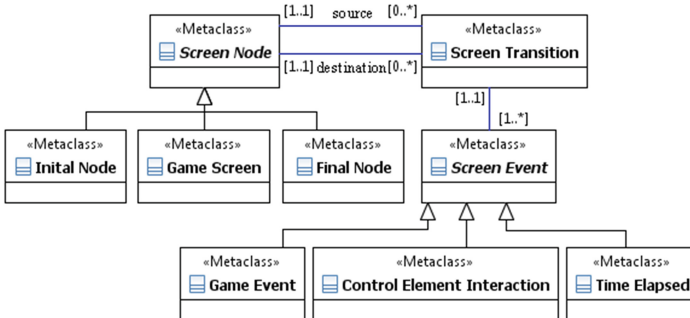 [1..1] source [0..*]
«Metaclass» «Metaclass»
Screen Node Screen Transition
[1..1] destination [0..*]
[1..1]
[1..*]
«Metaclass» «Metaclass» «Metaclass» «Metaclass»
Inital Node Game Screen Final Node Screen Event
«Metaclass» «Metaclass» «Metaclass»
Game Event Control Element Interaction Time Elapsed